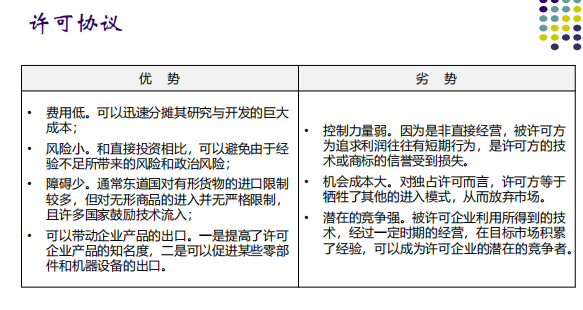 许可协议
优 势
劣 势
• 费用低。可以迅速分摊其研究与开发的巨大
成本；
• 风险小。和直接投资相比，可以避免由于经
验不足所带来的风险和政治风险；
• 障碍少。通常东道国对有形货物的进口限制
较多，但对无形商品的进入并无严格限制，
且许多国家鼓励技术流入；
• 可以带动企业产品的出口。一是提高了许可
企业产品的知名度，二是可以促进某些零部
件和机器设备的出口。
• 控制力量弱。因为是非直接经营，被许可方
为追求利润往往有短期行为，是许可方的技
术或商标的信誉受到损失。
• 机会成本大。对独占许可而言，许可方等于
牺牲了其他的进入模式，从而放弃市场。
• 潜在的竞争强。被许可企业利用所得到的技
术，经过一定时期的经营，在目标市场积累
了经验，可以成为许可企业的潜在的竞争者。